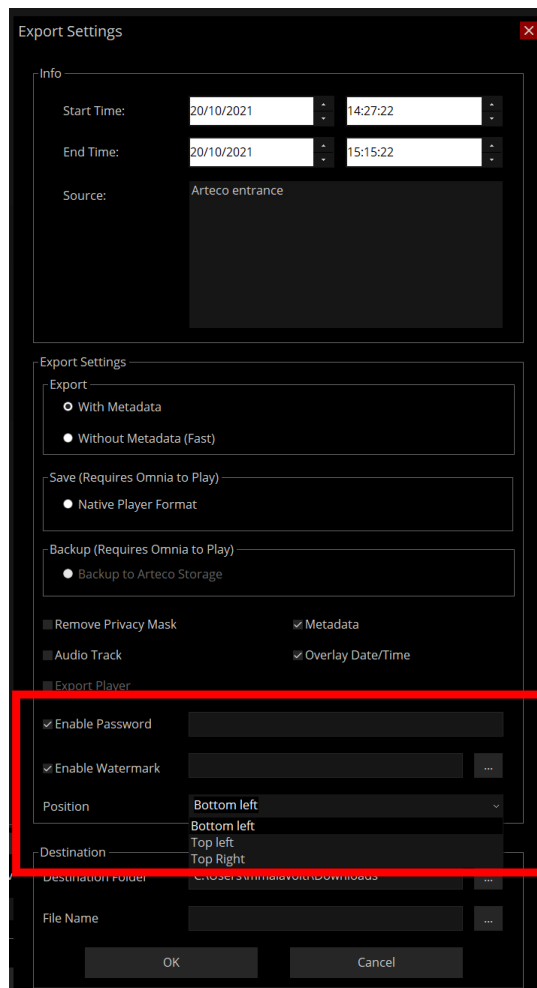 Export Settings
Info
Start Time: 20/10/2021 14:27:22
End Time: 20/10/2021 15:15:22
Source: Arteco entrance
Export Settings
Export
With Metadata
Without Metadata (Fast)
Save (Requires Omnia to Play)
Native Player Format
Backup (Requires Omnia to Play)
Backup to Arteco Storage
Remove Privacy Mask Metadata
Audio Track Overlay Date/Time
Export Player
Enable Password
Enable Watermark ...
Position Bottom left
Bottom left
Top left
Top Right
Destination
Destination Folder ...
File Name ...
OK Cancel